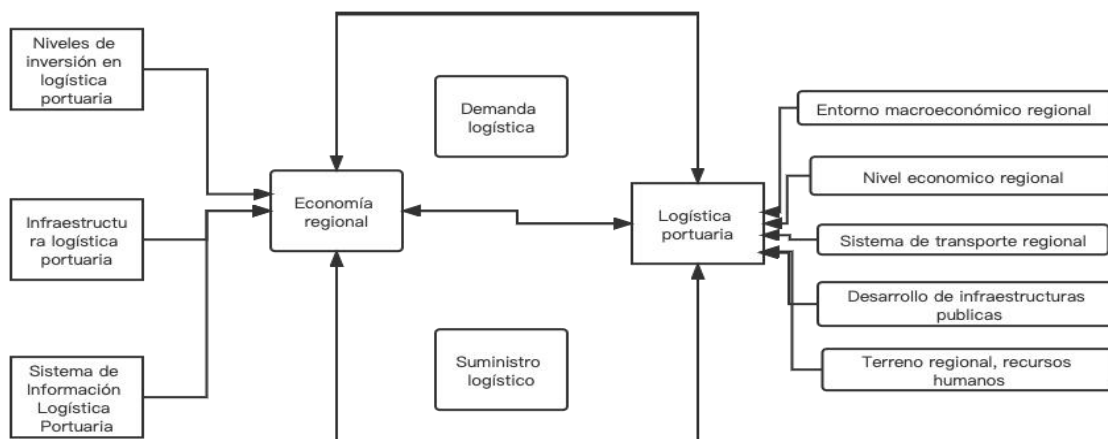 Niveles de
inversión en
logística
portuaria
Infraestructu
ra logística
portuaria
Sistema de
Información
Logística
Portuaria
Economía
regional
Demanda
logística
Suministro
logístico
Logística
portuaria
Entorno macroeconómico regional
Nivel economico regional
Sistema de transporte regional
Desarrollo de infraestructuras
publicas
Terreno regional, recursos
humanos